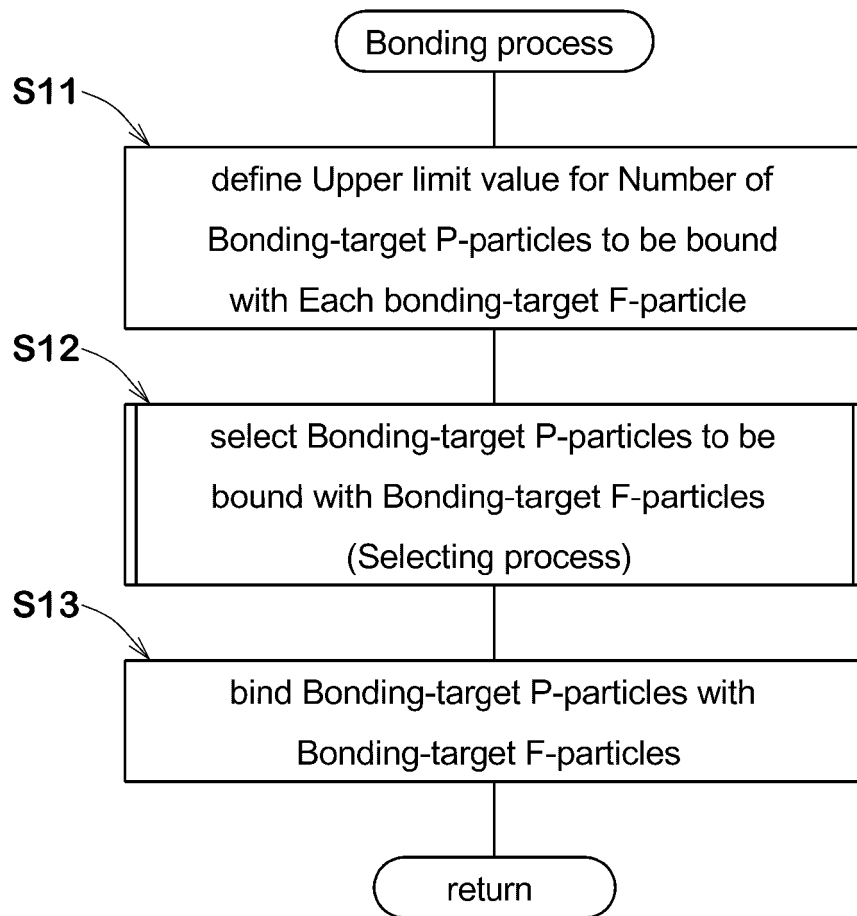 Bonding process
S11
define Upper limit value for Number of
Bonding-target P-particles to be bound
with Each bonding-target F-particle
S12
select Bonding-target P-particles to be
bound with Bonding-target F-particles
(Selecting process)
S13
bind Bonding-target P-particles with
Bonding-target F-particles
return